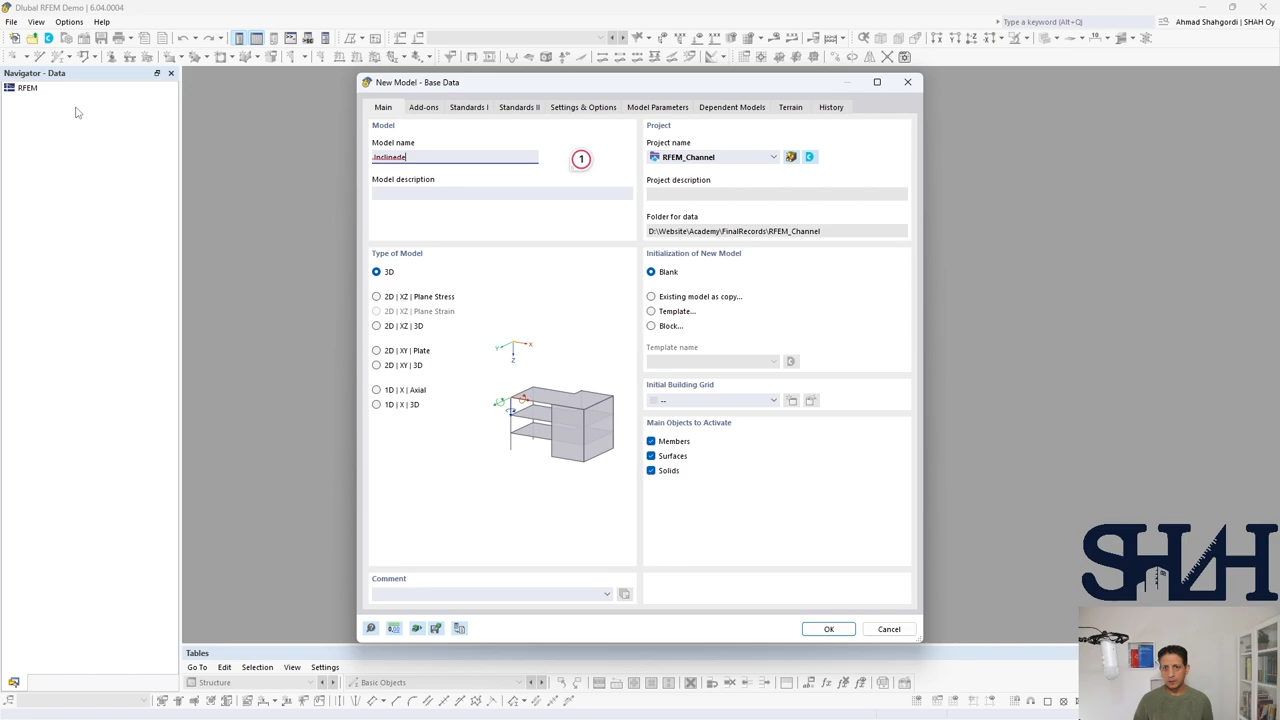 Dlubal RFEM Demo | 6.04.0004
File View Options Help
Type a keyword (Alt+Q)
Ahmad Shahgordi | SHAH Oy
Navigator - Data
RFEM
New Model - Base Data
Main Add-ons Standards I Standards II Settings & Options Model Parameters Dependent Models Terrain History
Model
Model name
Inclinede
1
Model description
Type of Model
3D
2D | XZ | Plane Stress
2D | XZ | Plane Strain
2D | XZ | 3D
2D | XY | Plate
2D | XY | 3D
1D | X | Axial
1D | X | 3D
Y X
Z
Comment
Project
Project name
RFEM_Channel
Project description
Folder for data
D:\Website\Academy\FinalRecords\RFEM_Channel
Initialization of New Model
Blank
Existing model as copy...
Template...
Block...
Template name
Initial Building Grid
--
Main Objects to Activate
Members
Surfaces
Solids
OK Cancel
Tables
Go To Edit Selection View Settings
Structure
Basic Objects
SHAH